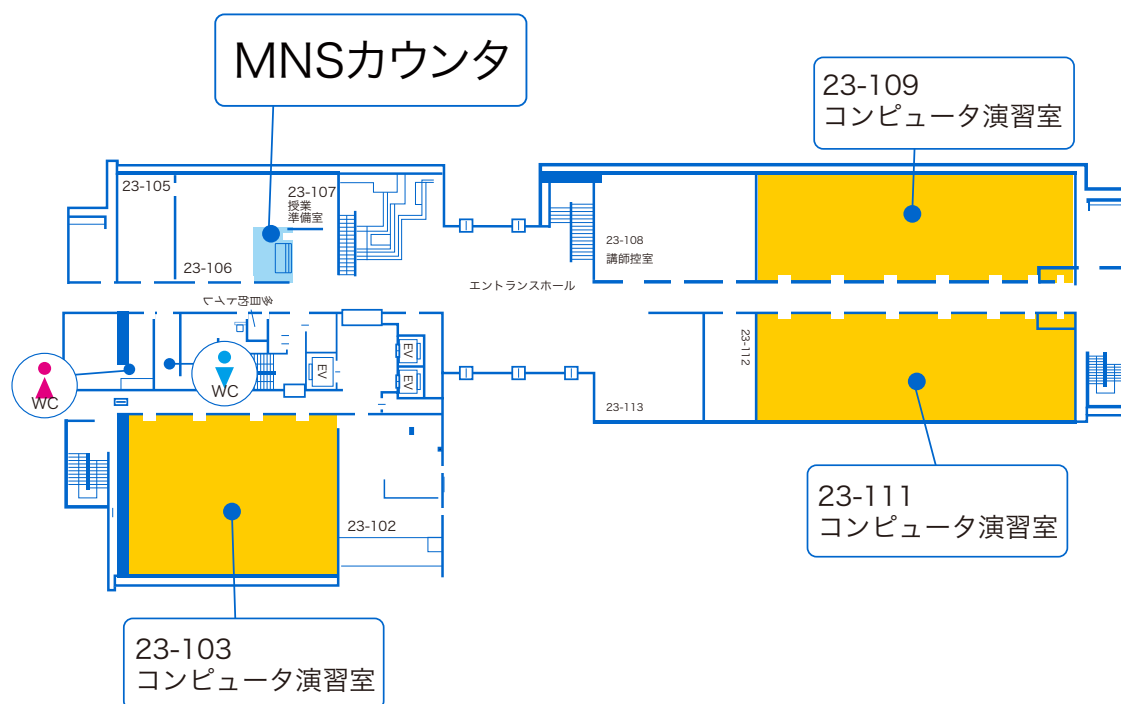 MNSカウンタ
23-109
コンピュータ演習室
23-105
23-107
授業
準備室
23-106
23-108
講師控室
エントランスホール
多目的トイレ
EV
EV
EV
WC
WC
23-112
23-113
23-102
23-111
コンピュータ演習室
23-103
コンピュータ演習室